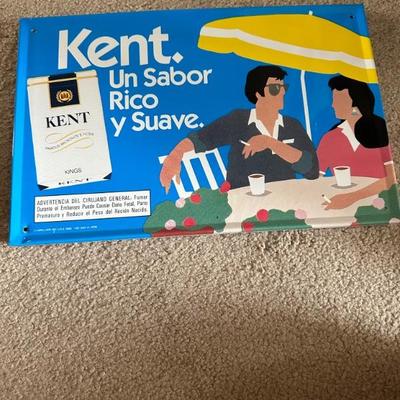 Kent.
Un Sabor
Rico
y Suave.
KENT
KINGS
KENT
ADVERTENCIA DEL CIRUJANO GENERAL: Fumar
Durante el Embarazo Puede Causar Daño Fetal, Parto
Prematuro y Reducir el Peso del Recién Nacido.